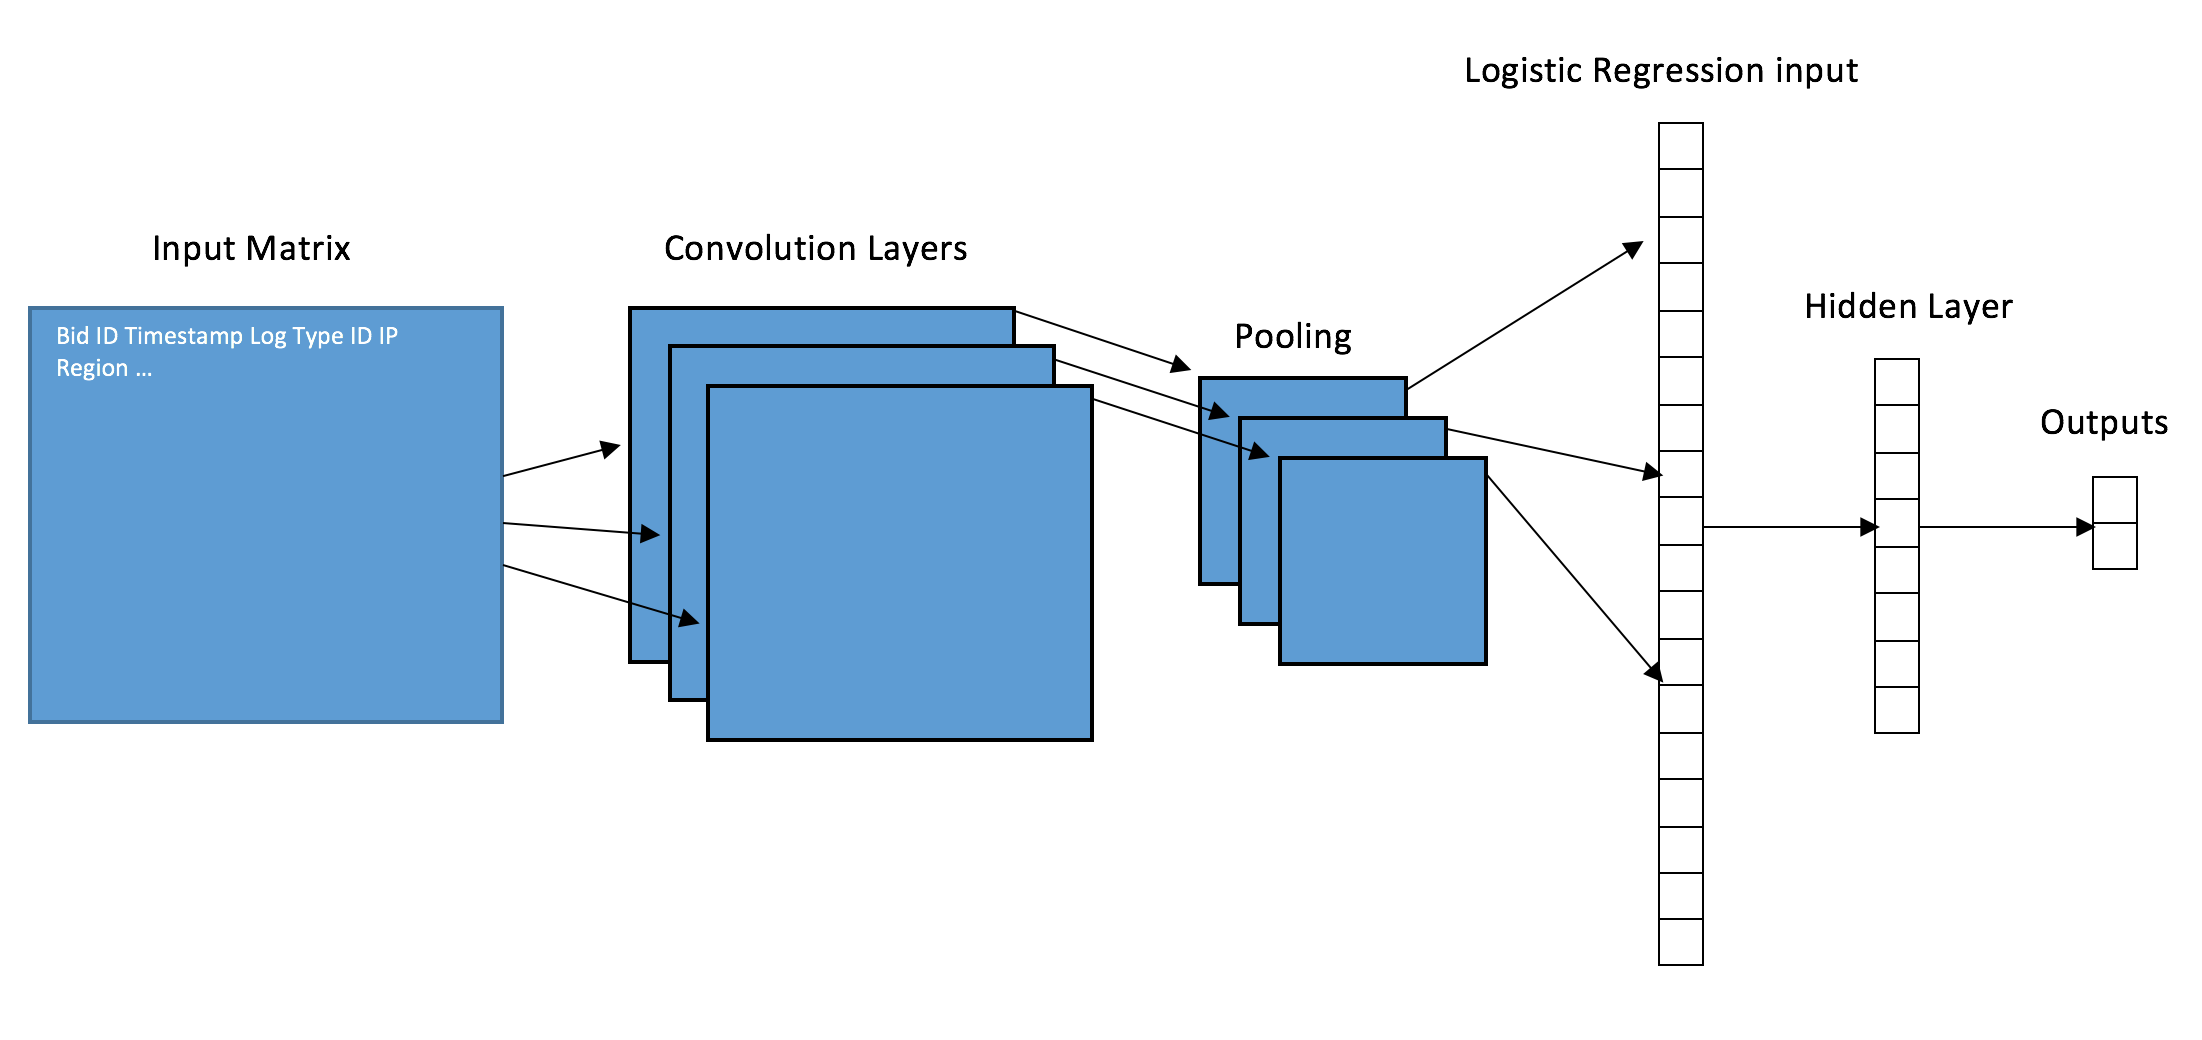 Logistic Regression input
Input Matrix
Convolution Layers
Hidden Layer
Pooling
Bid ID Timestamp Log Type ID IP
Region ...
Outputs